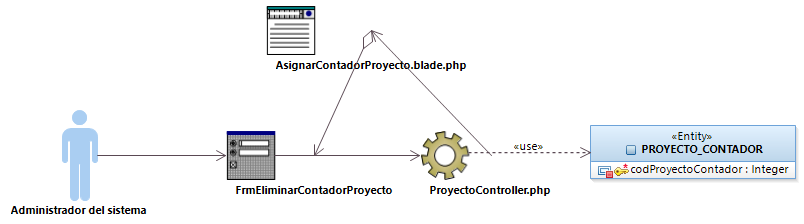 AsignarContadorProyecto.blade.php
Administrador del sistema
FrmEliminarContadorProyecto
ProyectoController.php
«use»
«Entity»
PROYECTO_CONTADOR
codProyectoContador : Integer